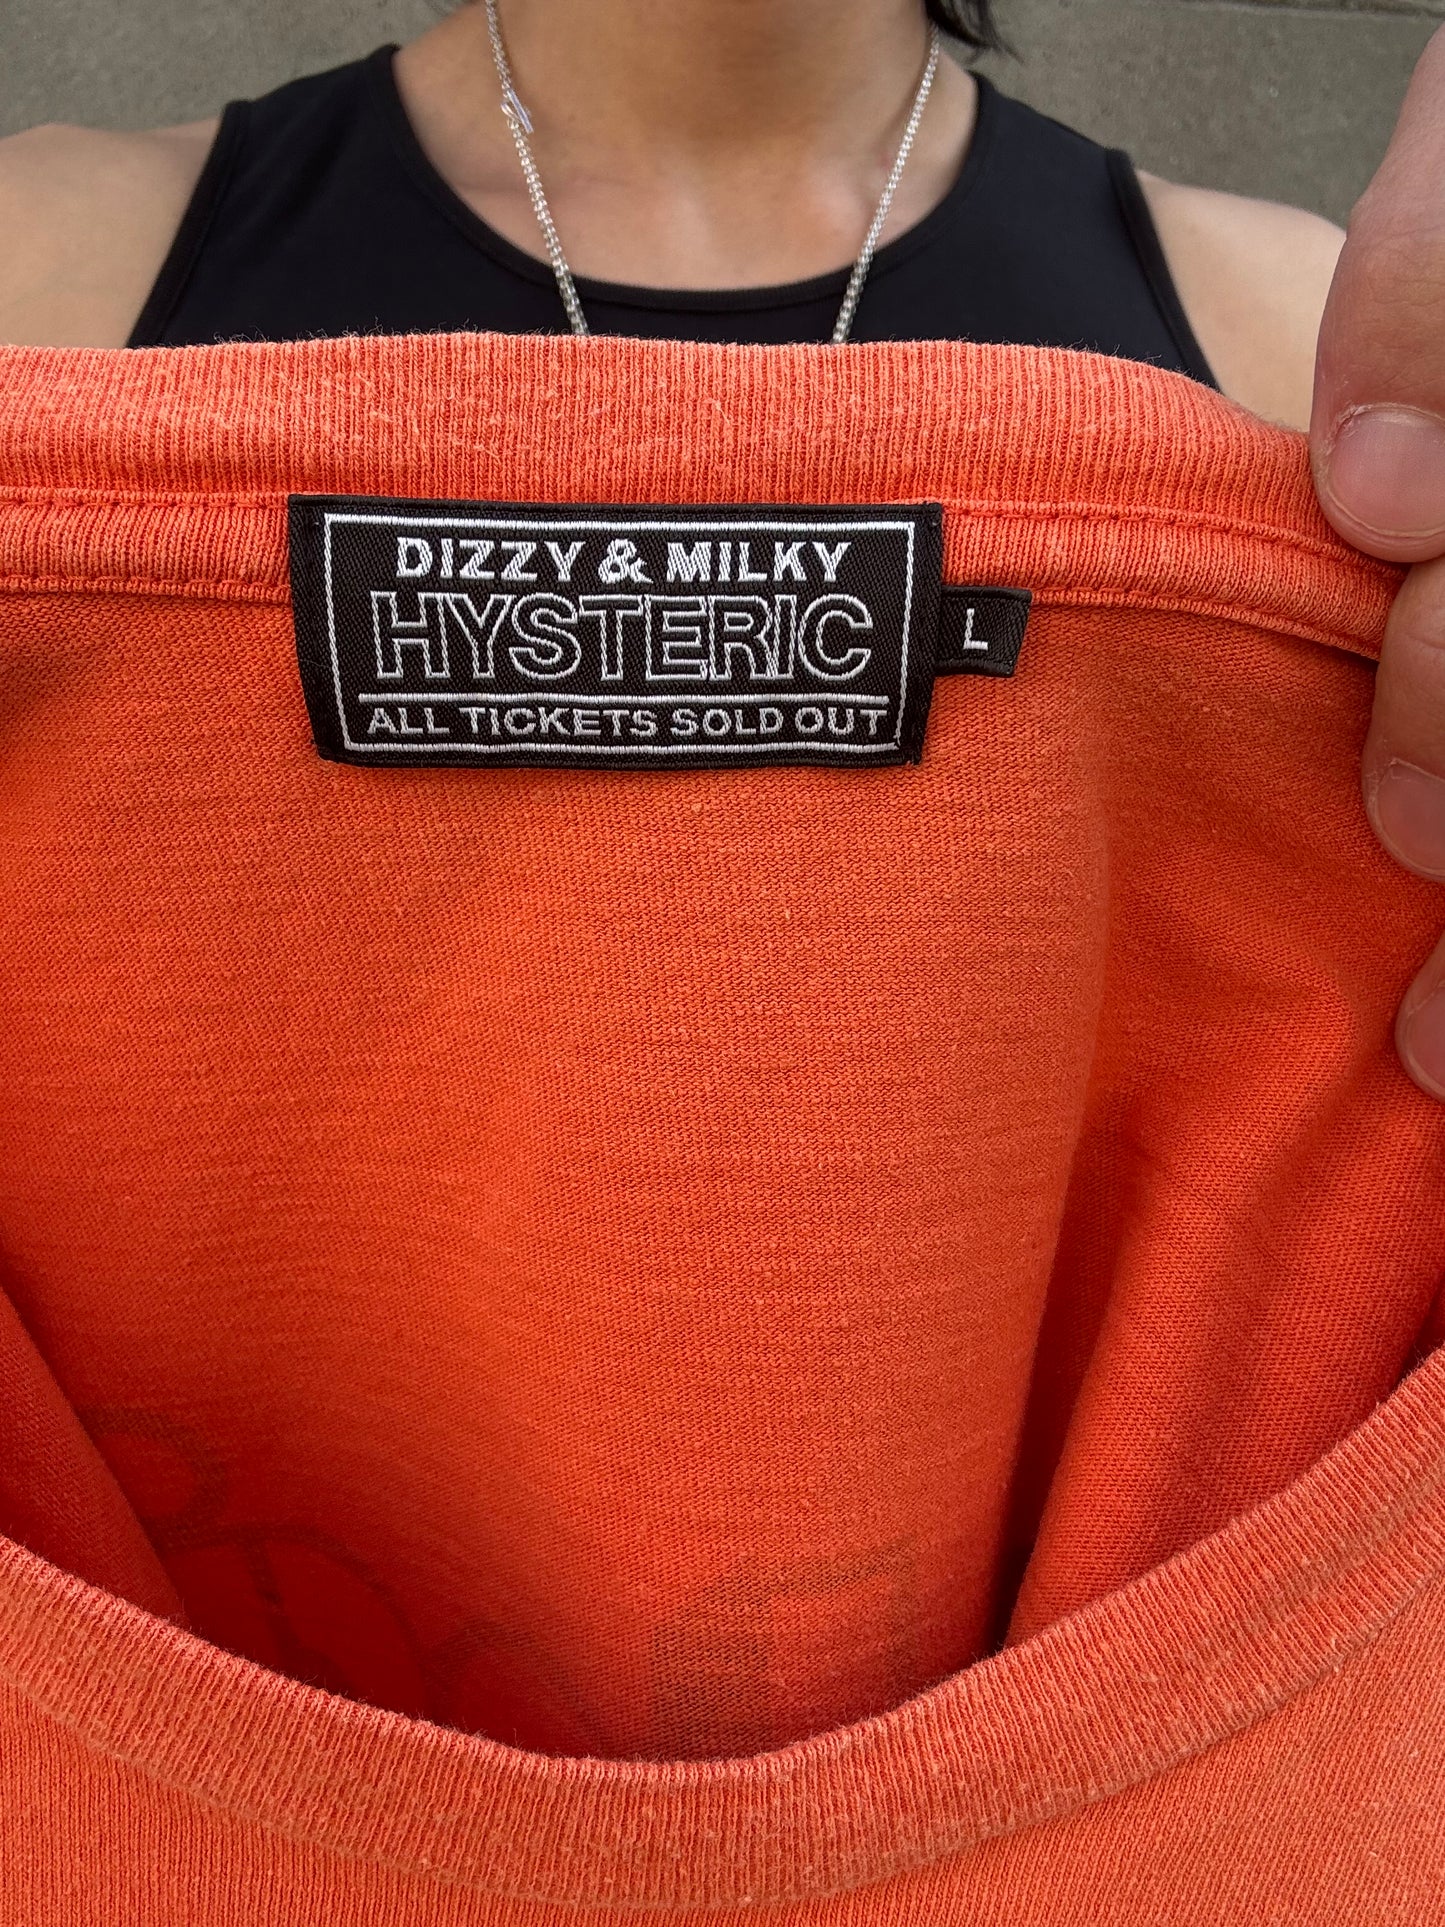 DIZZY & MILKY
HYSTERIC
ALL TICKETS SOLD OUT
L